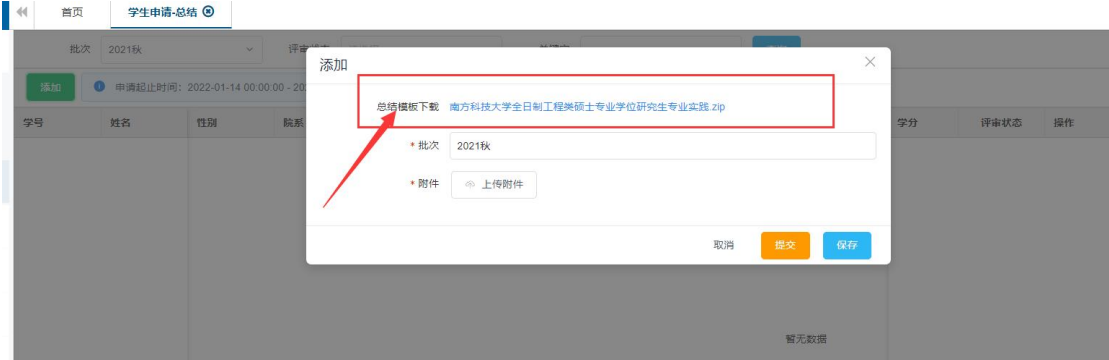 首页 学生申请-总结
批次 2021秋
添加
添加 申请起止时间：2022-01-14 00:00:00 - 20
总结模板下载 南方科技大学全日制工程类硕士专业学位研究生专业实践.zip
学号 姓名 性别 院系 学分 评审状态 操作
* 批次 2021秋
* 附件 上传附件
取消 提交 保存
暂无数据